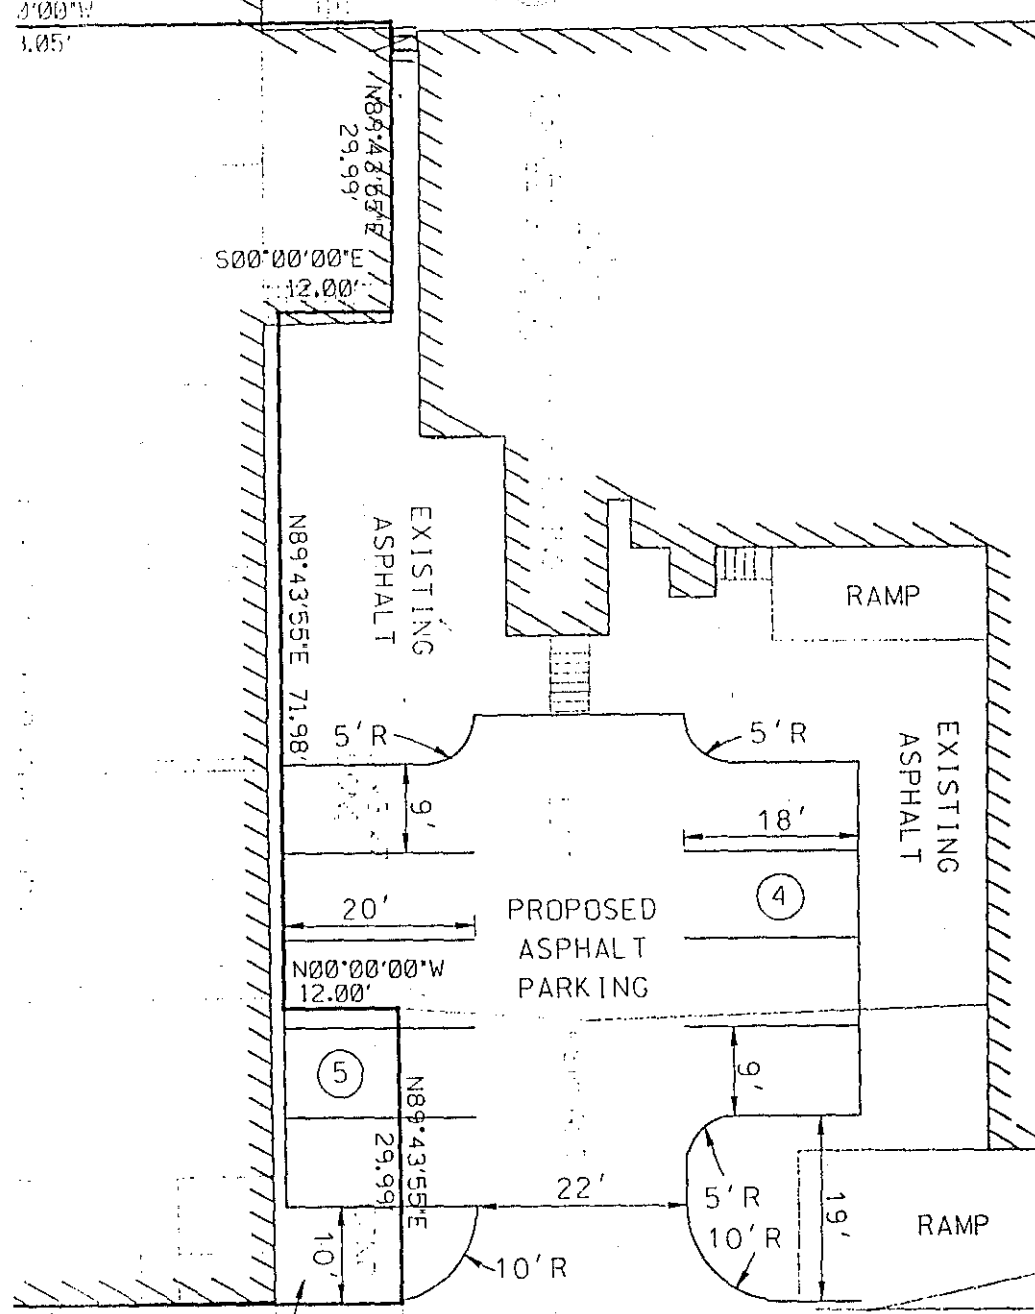 1.05'
N89°43'55"E
29.99'
S00°00'00"E
12.00'
EXISTING
ASPHALT
N89°43'55"E 71.98'
RAMP
5'R
5'R
EXISTING
ASPHALT
9'
18'
4
20'
PROPOSED
ASPHALT
PARKING
N00°00'00"W
12.00'
5
9'
N89°43'55"E
29.99'
22'
5'R
19'
10'R
RAMP
10'
10'R